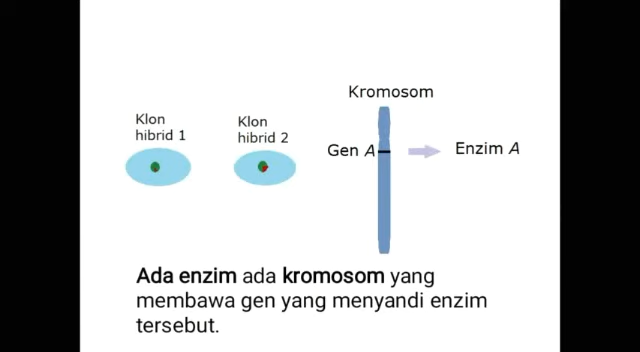 Kromosom
Klon
hibrid 1
Klon
hibrid 2
Gen A
Enzim A
Ada enzim ada kromosom yang
membawa gen yang menyandi enzim
tersebut.